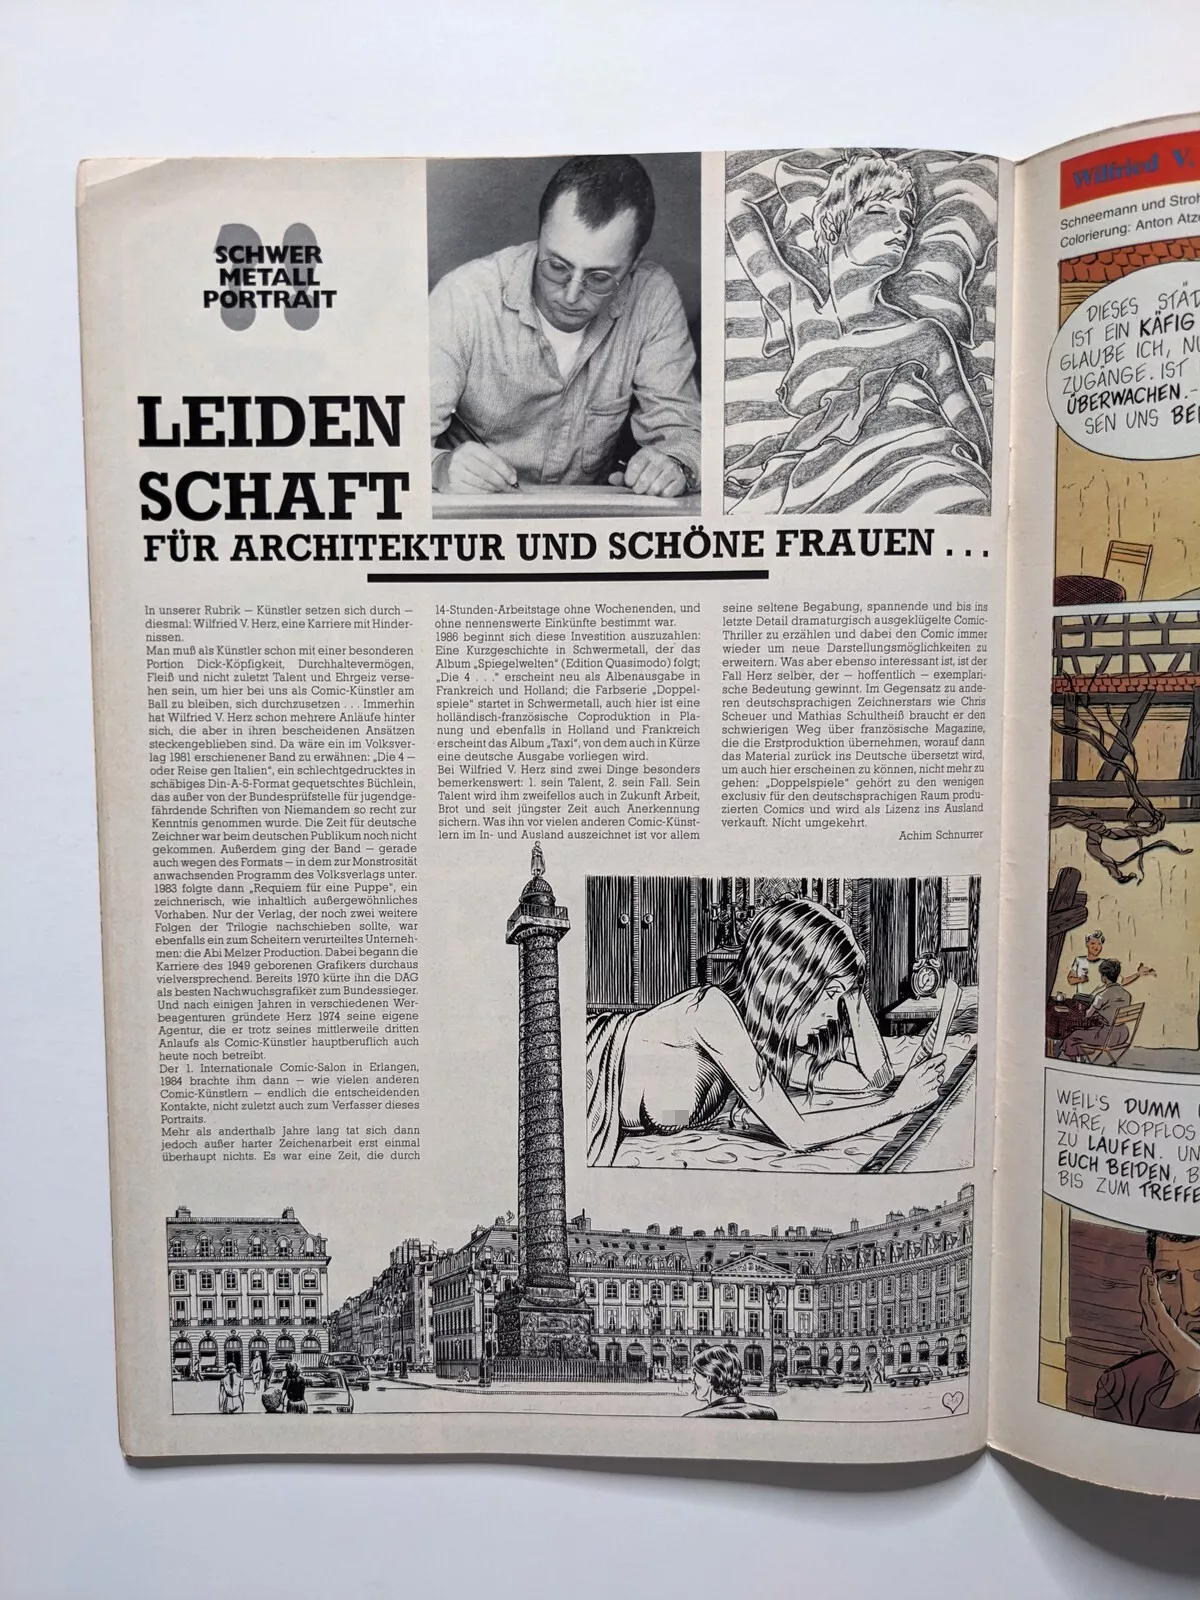 SCHWER
METALL
PORTRAIT
LEIDEN
SCHAFT
FÜR ARCHITEKTUR UND SCHÖNE FRAUEN . . .
In unserer Rubrik – Künstler setzen sich durch –
diesmal: Wilfried V. Herz, eine Karriere mit Hinder-
nissen.
Man muß als Künstler schon mit einer besonderen
Portion Dick-Köpfigkeit, Durchhaltevermögen,
Fleiß und nicht zuletzt Talent und Ehrgeiz verse-
hen sein, um hier bei uns als Comic-Künstler am
Ball zu bleiben, sich durchzusetzen . . . Immerhin
hat Wilfried V. Herz schon mehrere Anläufe hinter
sich, die aber in ihren bescheidenen Ansätzen
steckengeblieben sind. Da wäre ein im Volksver-
lag 1981 erschienener Band zu erwähnen: „Die 4 –
oder Reise gen Italien“, ein schlechtgedrucktes in
schäbiges Din-A-5-Format gequetschtes Büchlein,
das außer von der Bundesprüfstelle für jugendge-
fährdende Schriften von Niemandem so recht zur
Kenntnis genommen wurde. Die Zeit für deutsche
Zeichner war beim deutschen Publikum noch nicht
gekommen. Außerdem ging der Band – gerade
auch wegen des Formats – in dem zur Monstrosität
anwachsenden Programm des Volksverlags unter.
1983 folgte dann „Requiem für eine Puppe“, ein
zeichnerisch, wie inhaltlich außergewöhnliches
Vorhaben. Nur der Verlag, der noch zwei weitere
Folgen der Trilogie nachschieben sollte, war
ebenfalls ein zum Scheitern verurteiltes Unterneh-
men: die Abi Melzer Production. Dabei begann die
Karriere des 1949 geborenen Grafikers durchaus
vielversprechend. Bereits 1970 kürte ihn die DAG
als besten Nachwuchsgrafiker zum Bundessieger.
Und nach einigen Jahren in verschiedenen Wer-
beagenturen gründete Herz 1974 seine eigene
Agentur, die er trotz seines mittlerweile dritten
Anlaufs als Comic-Künstler hauptberuflich auch
heute noch betreibt.
Der 1. Internationale Comic-Salon in Erlangen,
1984 brachte ihm dann – wie vielen anderen
Comic-Künstlern – endlich die entscheidenden
Kontakte, nicht zuletzt auch zum Verfasser dieses
Portraits.
Mehr als anderthalb Jahre lang tat sich dann
jedoch außer harter Zeichenarbeit erst einmal
überhaupt nichts. Es war eine Zeit, die durch
14-Stunden-Arbeitstage ohne Wochenenden, und
ohne nennenswerte Einkünfte bestimmt war.
1986 beginnt sich diese Investition auszuzahlen:
Eine Kurzgeschichte in Schwermetall, der das
Album „Spiegelwelten“ (Edition Quasimodo) folgt;
„Die 4 . . .“ erscheint neu als Albenausgabe in
Frankreich und Holland; die Farbserie „Doppel-
spiele“ startet in Schwermetall, auch hier ist eine
holländisch-französische Coproduktion in Pla-
nung und ebenfalls in Holland und Frankreich
erscheint das Album „Taxi“, von dem auch in Kürze
eine deutsche Ausgabe vorliegen wird.
Bei Wilfried V. Herz sind zwei Dinge besonders
bemerkenswert: 1. sein Talent, 2. sein Fall. Sein
Talent wird ihm zweifellos auch in Zukunft Arbeit,
Brot und seit jüngster Zeit auch Anerkennung
sichern. Was ihn vor vielen anderen Comic-Künst-
lern im In- und Ausland auszeichnet ist vor allem
seine seltene Begabung, spannende und bis ins
letzte Detail dramaturgisch ausgeklügelte Comic-
Thriller zu erzählen und dabei den Comic immer
wieder um neue Darstellungsmöglichkeiten zu
erweitern. Was aber ebenso interessant ist, ist der
Fall Herz selber, der – hoffentlich – exemplari-
sche Bedeutung gewinnt. Im Gegensatz zu ande-
ren deutschsprachigen Zeichnerstars wie Chris
Scheuer und Mathias Schultheiß braucht er den
schwierigen Weg über französische Magazine,
die die Erstproduktion übernehmen, worauf dann
das Material zurück ins Deutsche übersetzt wird,
um auch hier erscheinen zu können, nicht mehr zu
gehen: „Doppelspiele“ gehört zu den wenigen
exclusiv für den deutschsprachigen Raum produ-
zierten Comics und wird als Lizenz ins Ausland
verkauft. Nicht umgekehrt.
Achim Schnurrer
Wilfried V.
Schneemann und Stroh
Colorierung: Anton Atz
DIESES STÄD
IST EIN KÄFIG
GLAUBE ICH, NU
ZUGÄNGE. IST
ÜBERWACHEN. -
SEN UNS BEI
WEIL'S DUMM
WÄRE, KOPFLOS
ZU LAUFEN. UN
EUCH BEIDEN, B
BIS ZUM TREFFE